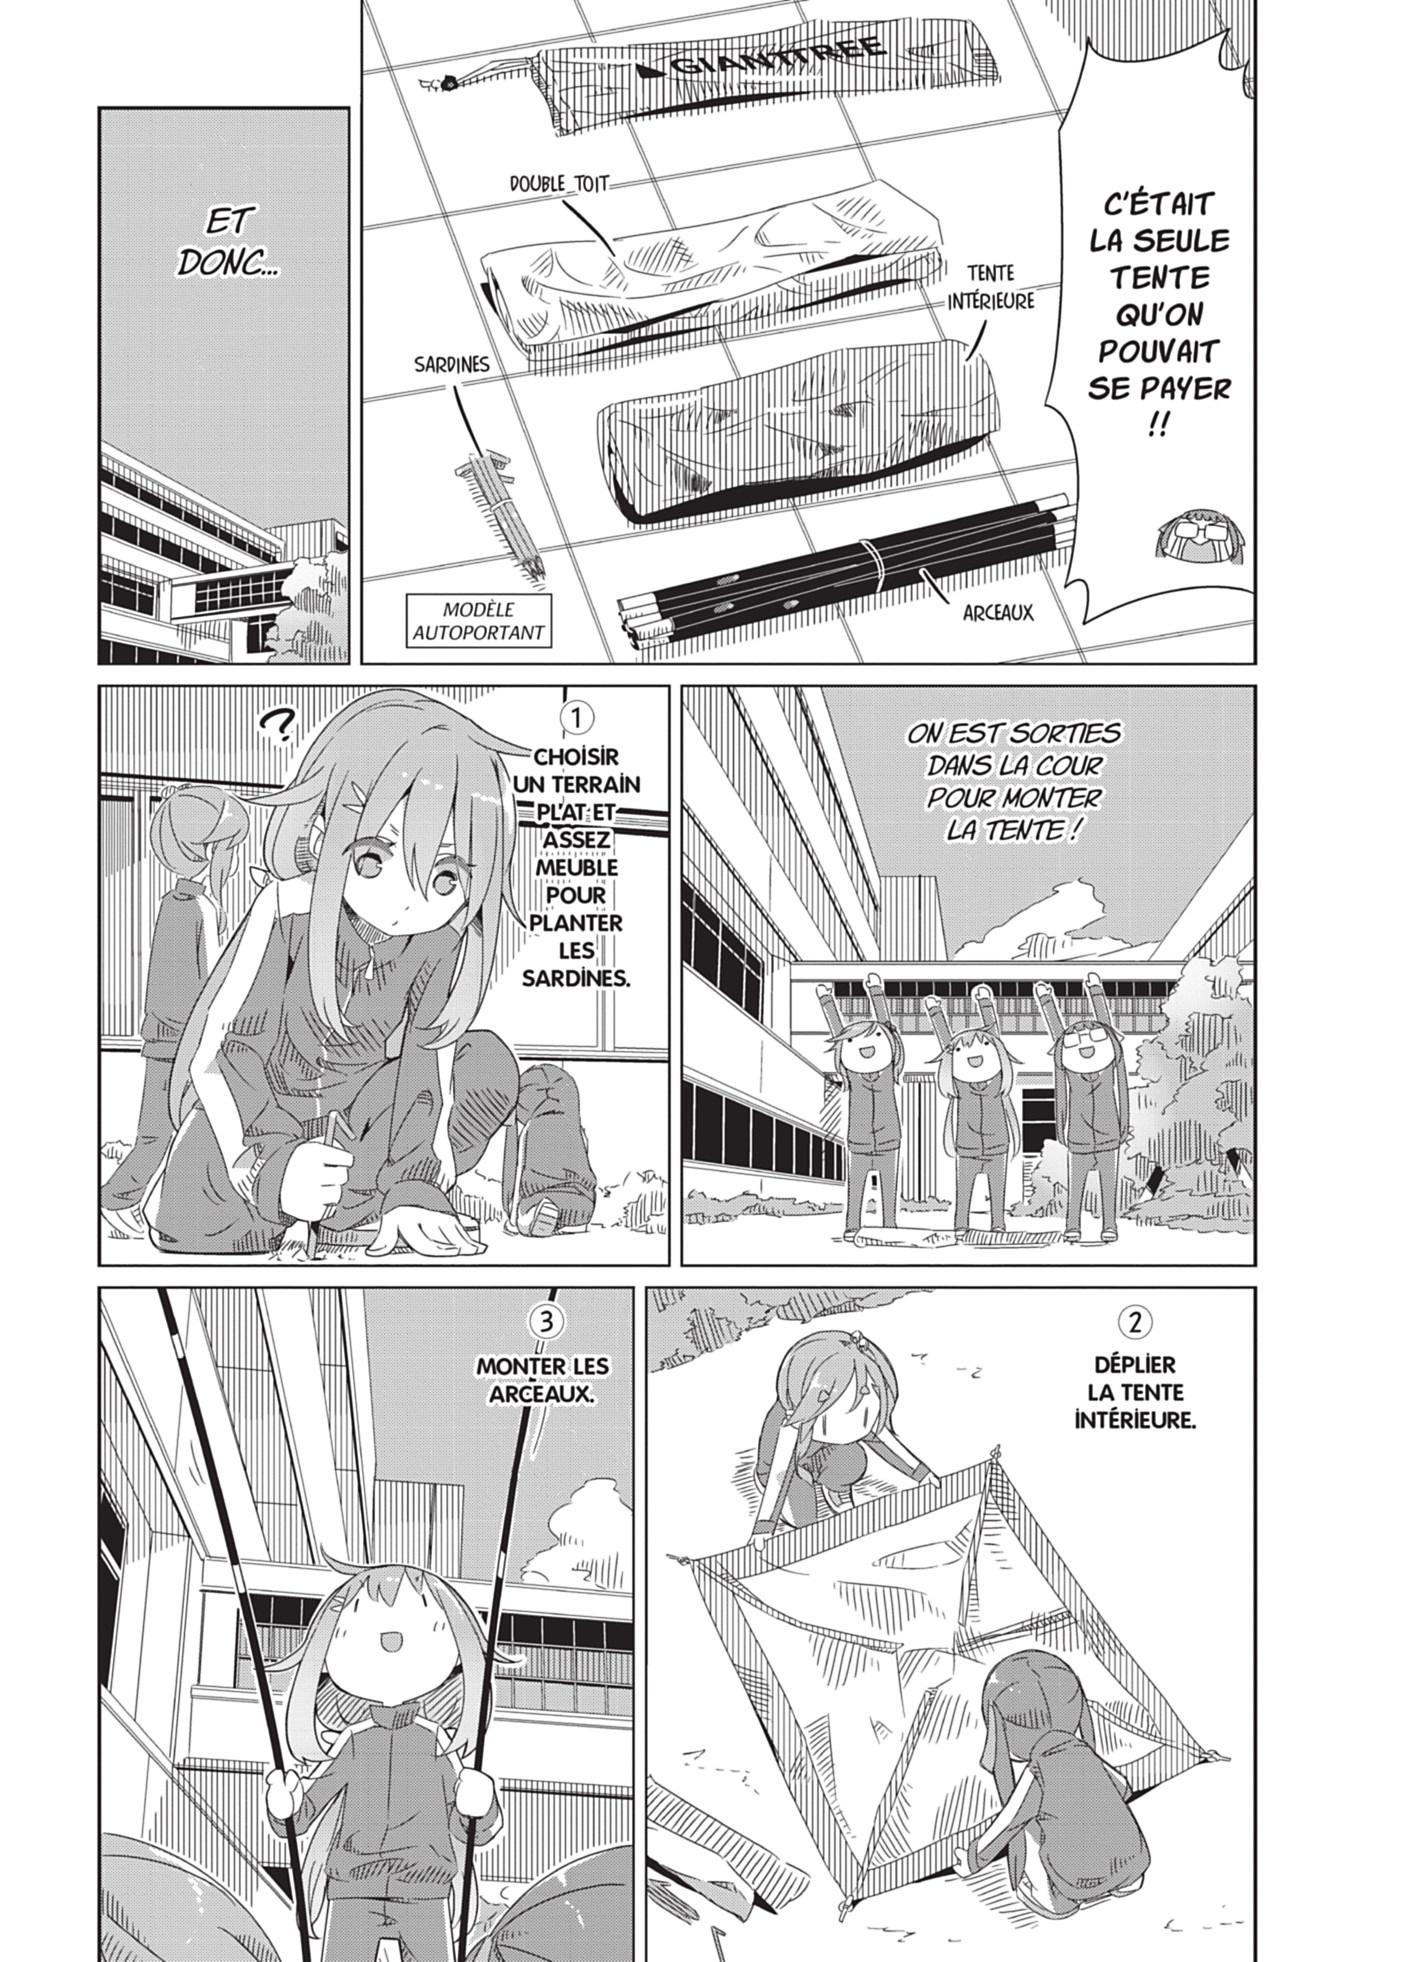 GIANTTREE
C'ÉTAIT
LA SEULE
TENTE
QU'ON
POUVAIT
SE PAYER
!!
DOUBLE TOIT
TENTE
INTÉRIEURE
SARDINES
ARCEAUX
MODÈLE
AUTOPORTANT
ET
DONC...
ON EST SORTIES
DANS LA COUR
POUR MONTER
LA TENTE !
?
1
CHOISIR
UN TERRAIN
PLAT ET
ASSEZ
MEUBLE
POUR
PLANTER
LES
SARDINES.
2
DÉPLIER
LA TENTE
INTÉRIEURE.
3
MONTER LES
ARCEAUX.